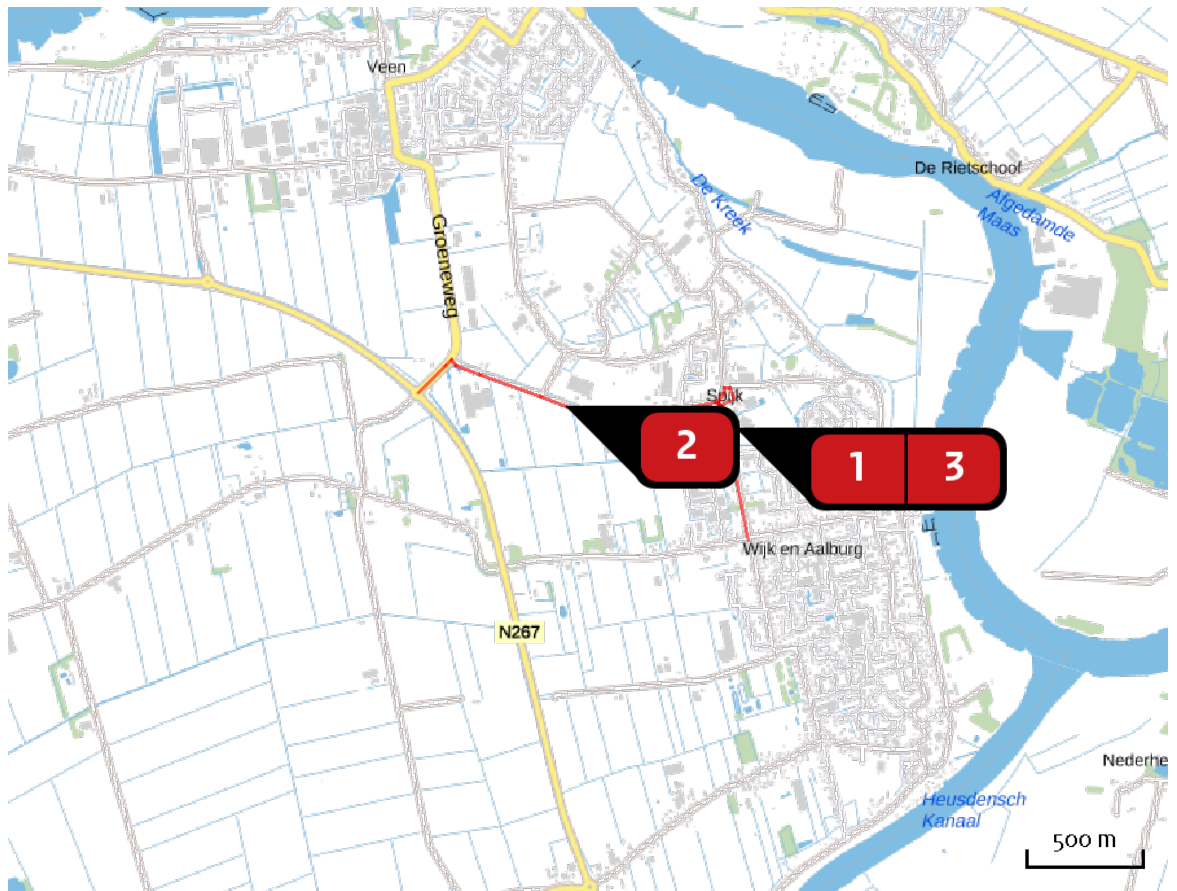 Veen
De Rietschoof
De Kreek
Afgedamde
Maas
Groeneweg
Spijk
2
1 3
Wijk en Aalburg
N267
Nederhe
Heusdensch
Kanaal
500 m